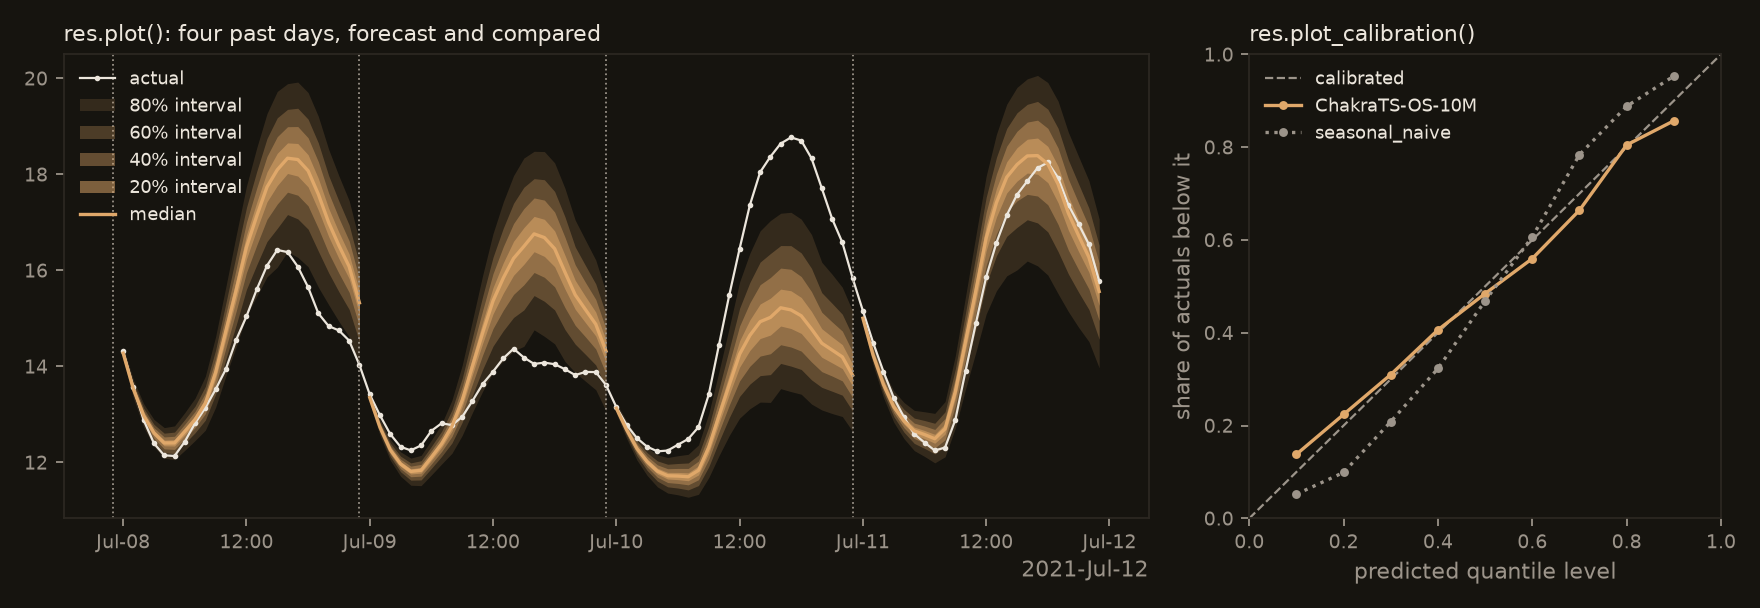 res.plot(): four past days, forecast and compared
20
18
16
14
12
actual
80% interval
60% interval
40% interval
20% interval
median
Jul-08
12:00
Jul-09
12:00
Jul-10
12:00
Jul-11
12:00
Jul-12
2021-Jul-12
res.plot_calibration()
share of actuals below it
1.0
0.8
0.6
0.4
0.2
0.0
calibrated
ChakraTS-OS-10M
seasonal_naive
0.0
0.2
0.4
0.6
0.8
1.0
predicted quantile level